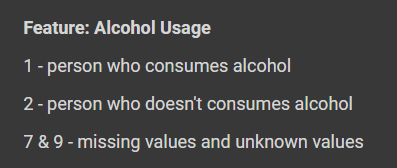 Feature: Alcohol Usage
1 - person who consumes alcohol
2 - person who doesn't consumes alcohol
7 & 9 - missing values and unknown values